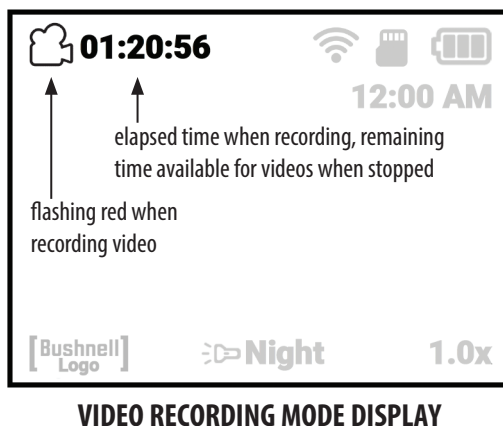 01:20:56
12:00 AM
elapsed time when recording, remaining
time available for videos when stopped
flashing red when
recording video
[Bushnell
Logo]
Night
1.0x
VIDEO RECORDING MODE DISPLAY